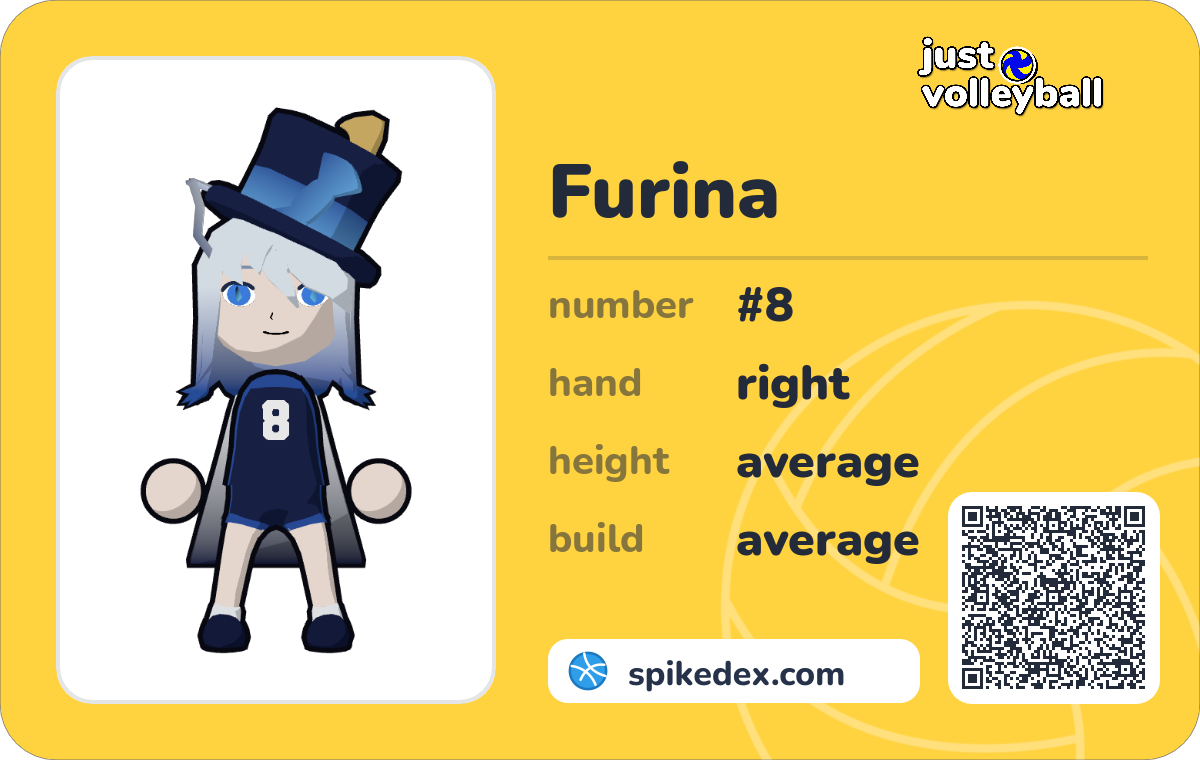 just
volleyball
Furina
number #8
hand right
height average
build average
8
spikedex.com